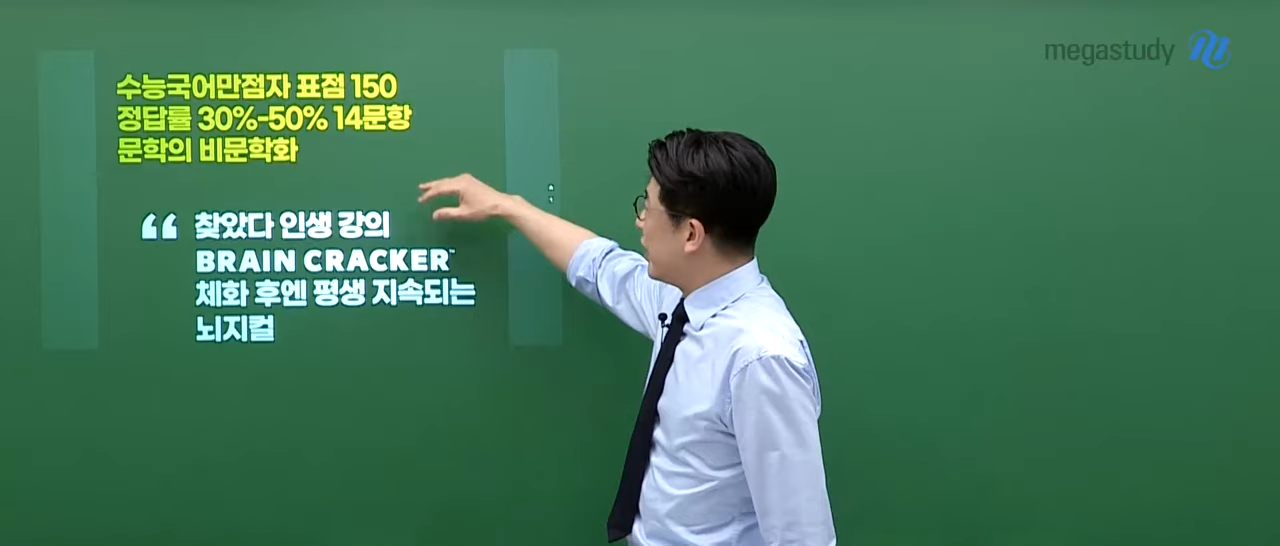 megastudy
수능국어만점자 표점 150
정답률 30%-50% 14문항
문학의 비문학화
“ 찾았다 인생 강의
BRAIN CRACKER™
체화 후엔 평생 지속되는
뇌지컬